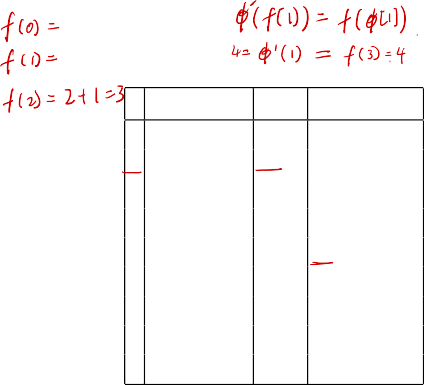 f(0) =
f(1) =
f(2) = 2+1=3
ϕ'(f(1)) = f(ϕ[1])
4= ϕ'(1) = f(3)=4